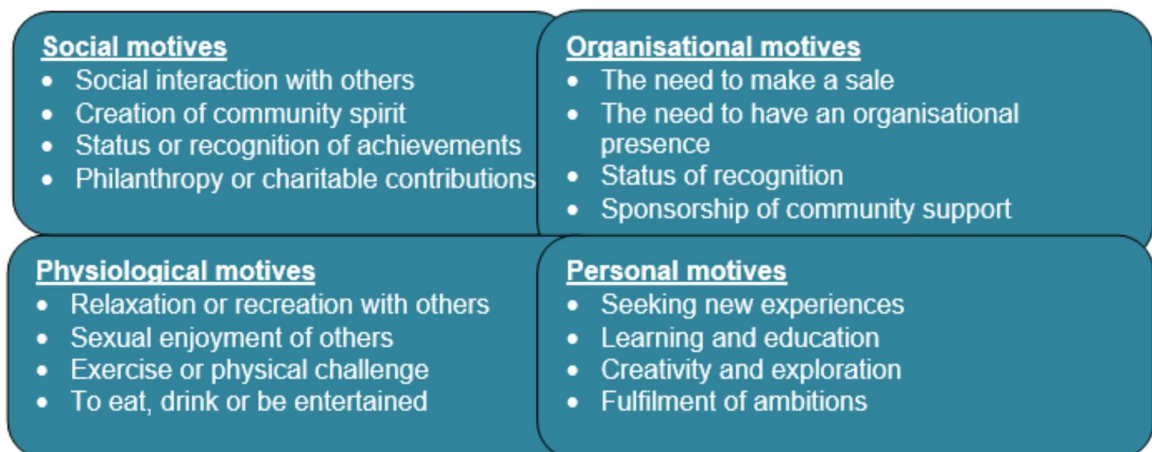 Social motives
• Social interaction with others
• Creation of community spirit
• Status or recognition of achievements
• Philanthropy or charitable contributions
Organisational motives
• The need to make a sale
• The need to have an organisational
presence
• Status of recognition
• Sponsorship of community support
Physiological motives
• Relaxation or recreation with others
• Sexual enjoyment of others
• Exercise or physical challenge
• To eat, drink or be entertained
Personal motives
• Seeking new experiences
• Learning and education
• Creativity and exploration
• Fulfilment of ambitions